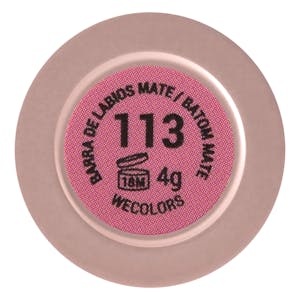 BARRA DE LABIOS MATE / BATOM MATE
113
18M 4g
WECOLORS